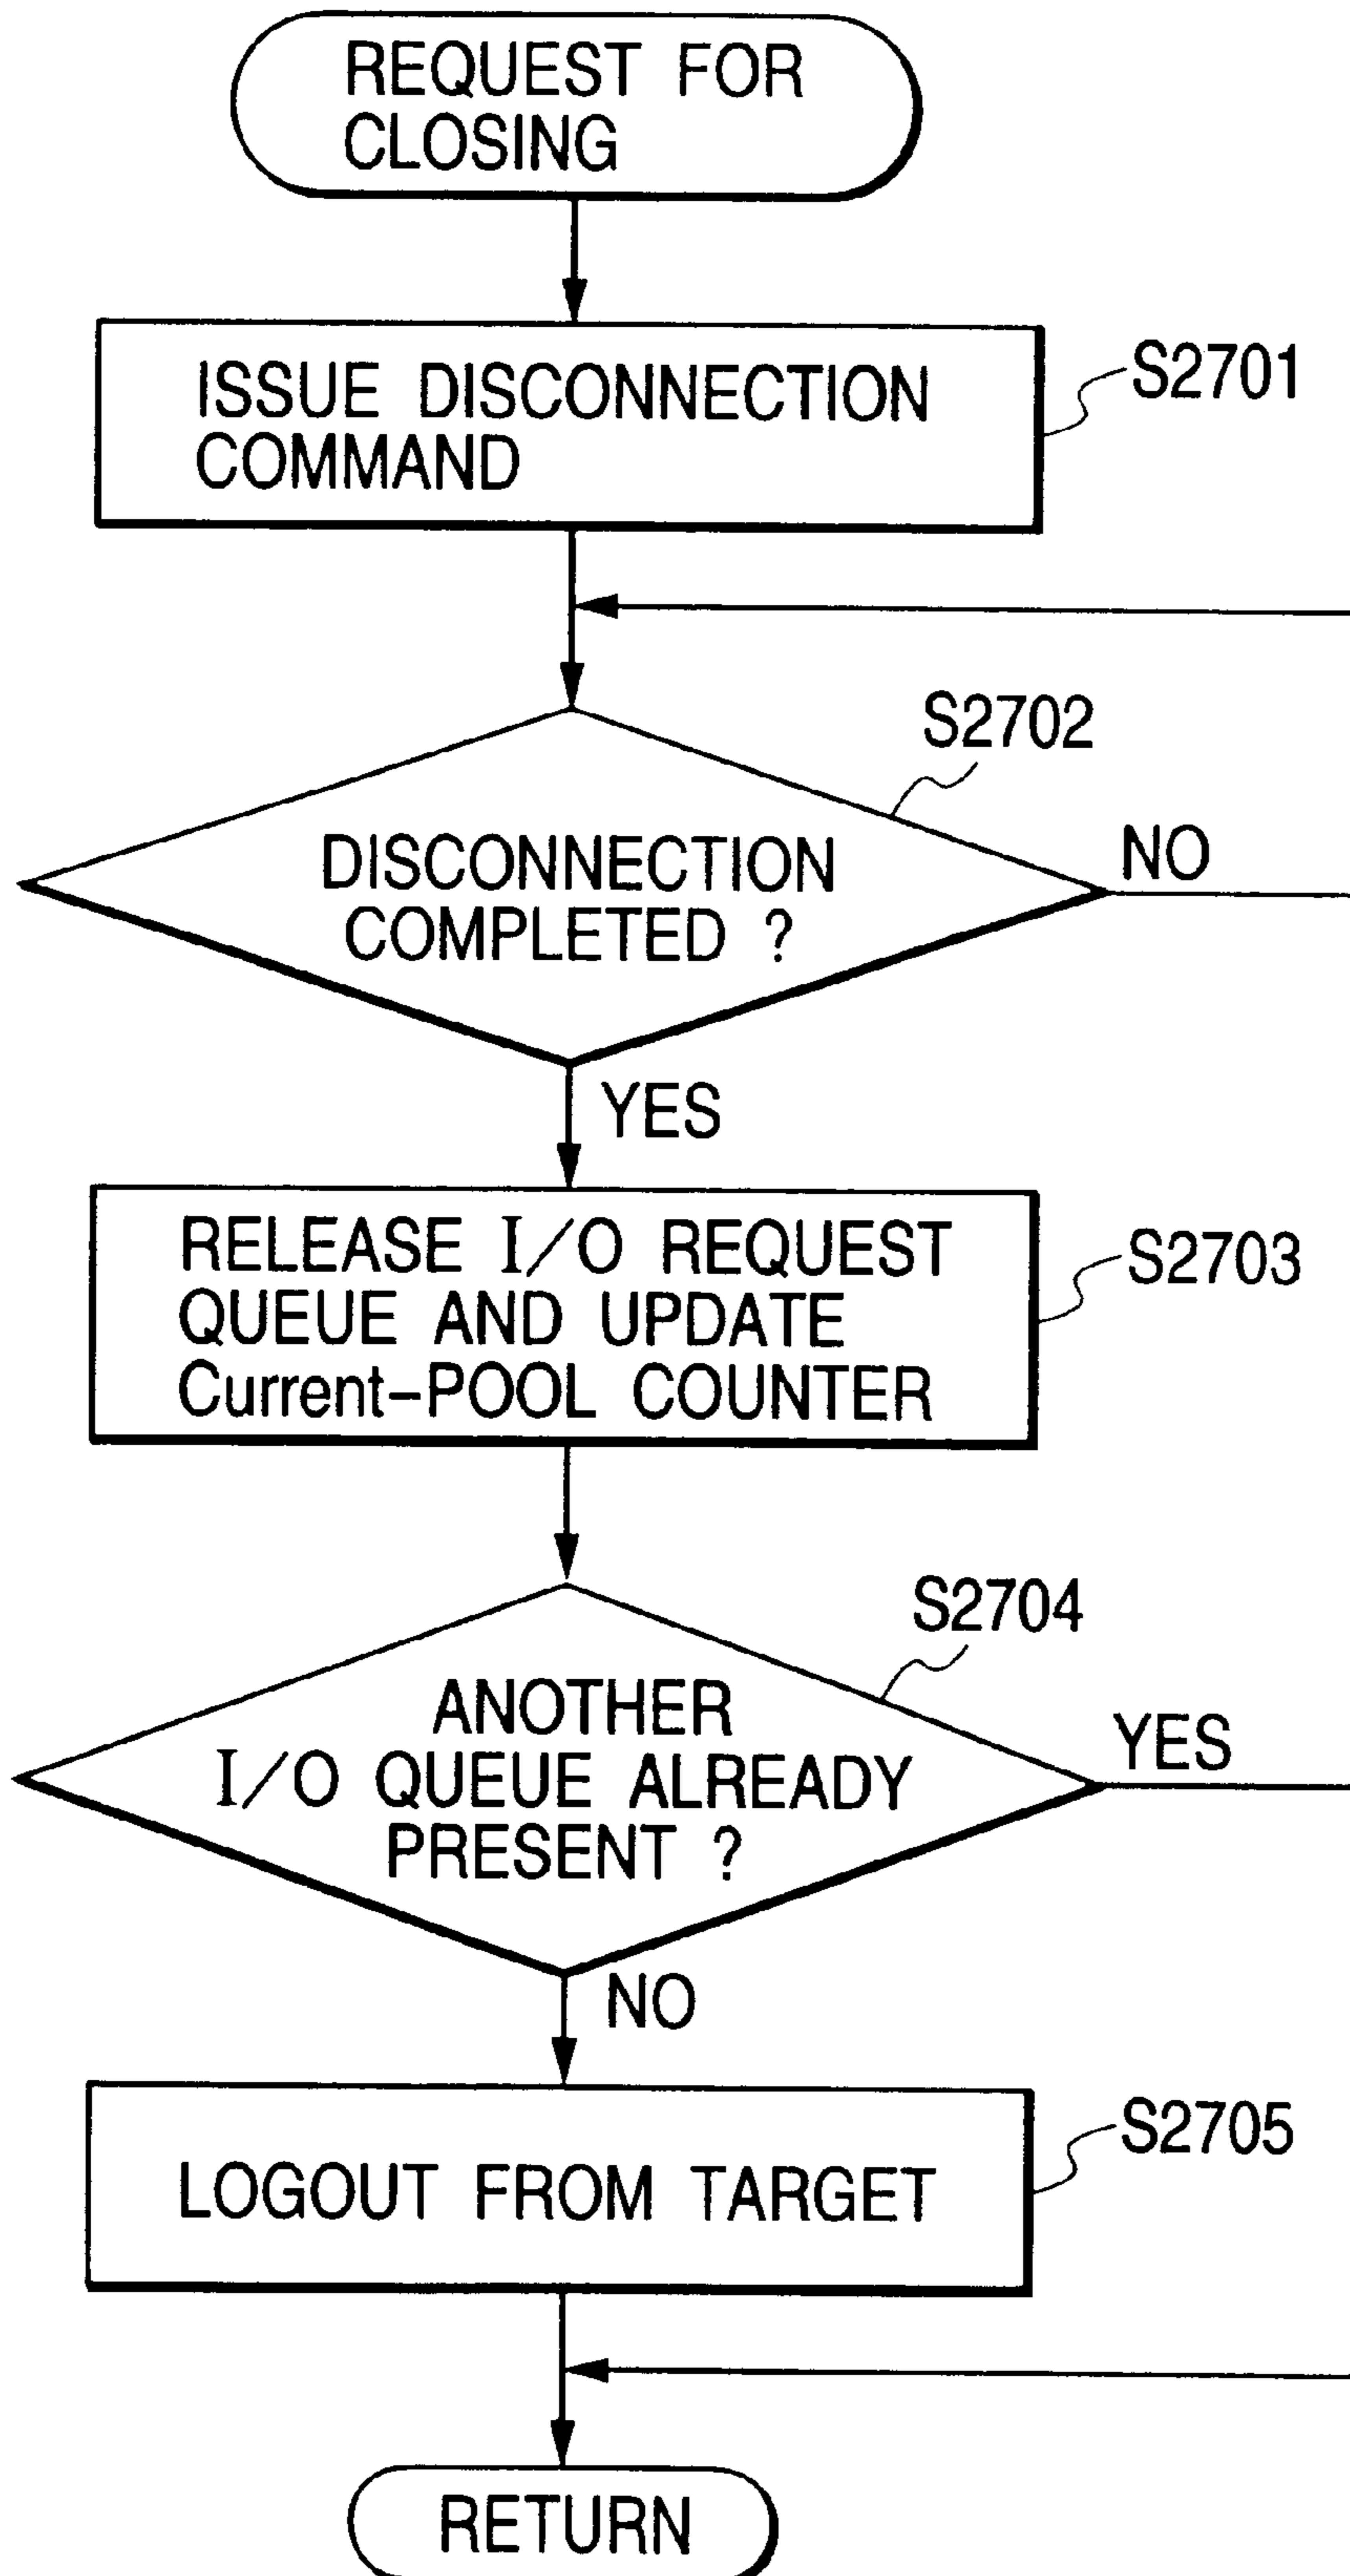 REQUEST FOR
CLOSING
ISSUE DISCONNECTION
COMMAND
S2701
S2702
DISCONNECTION
COMPLETED ?
NO
YES
RELEASE I/O REQUEST
QUEUE AND UPDATE
Current-POOL COUNTER
S2703
S2704
ANOTHER
I/O QUEUE ALREADY
PRESENT ?
YES
NO
LOGOUT FROM TARGET
S2705
RETURN